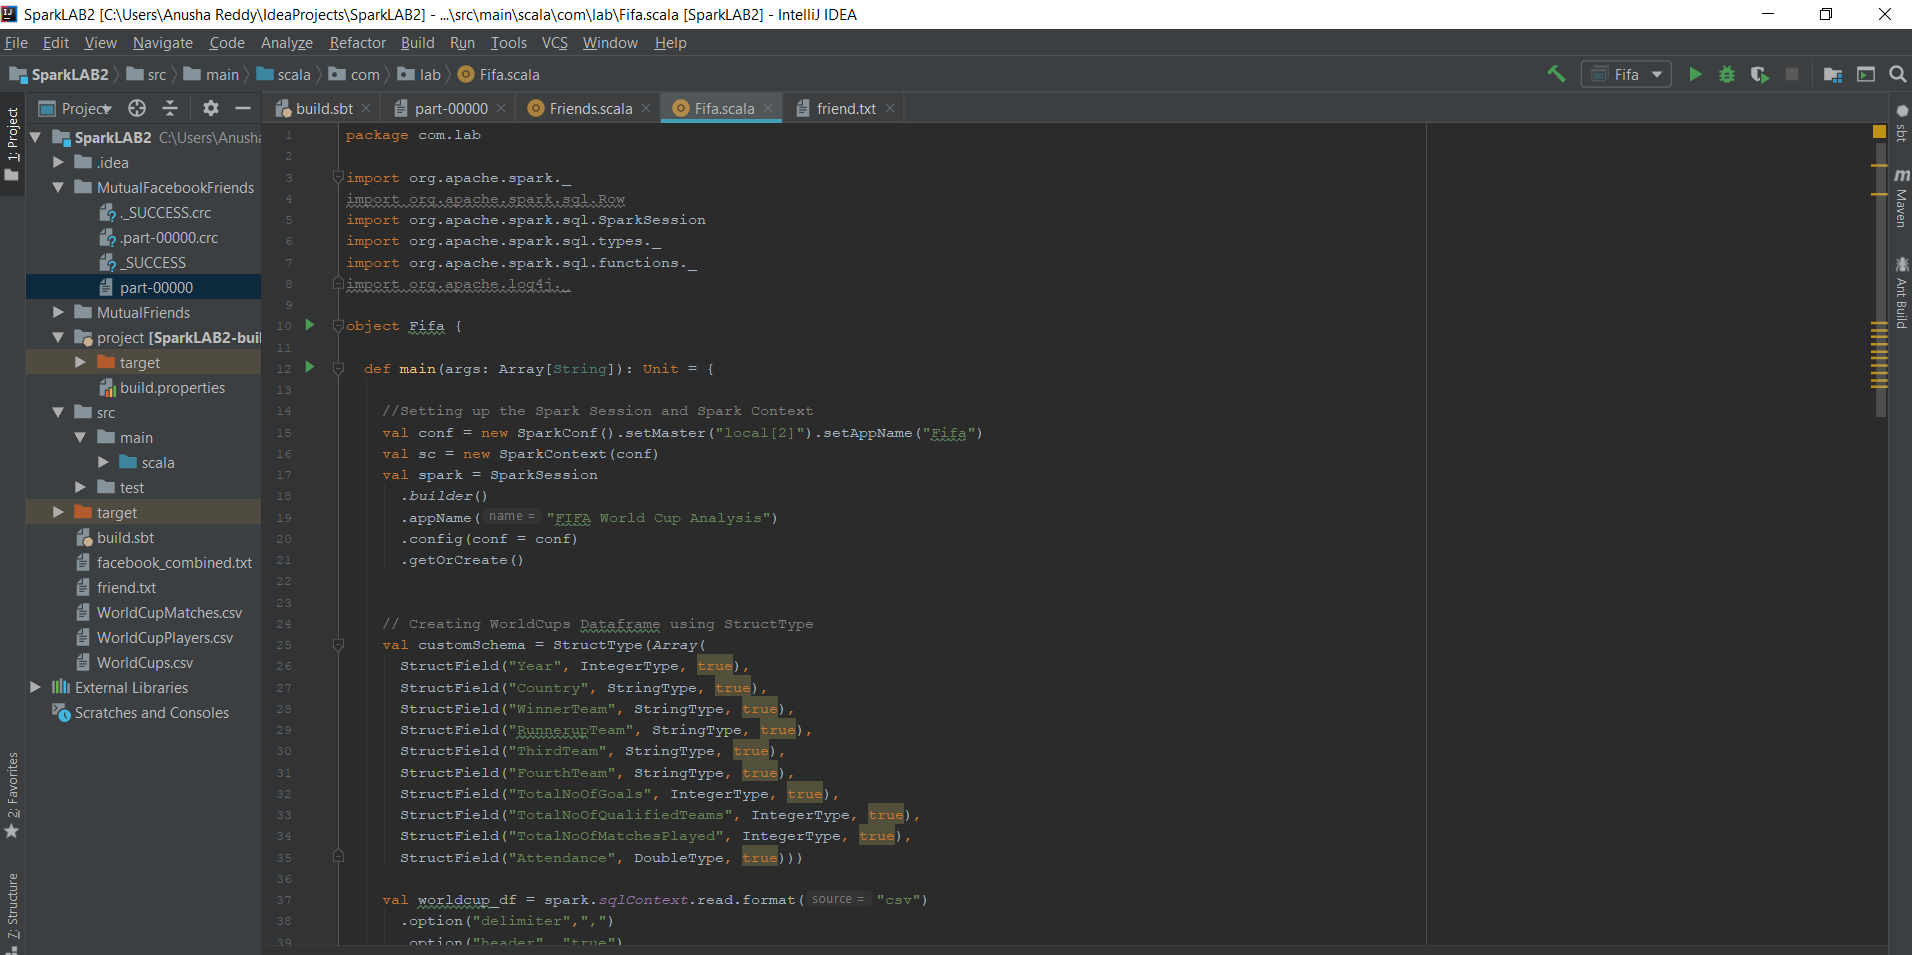 SparkLAB2 [C:\Users\Anusha Reddy\IdeaProjects\SparkLAB2] - ...\src\main\scala\com\lab\Fifa.scala [SparkLAB2] - IntelliJ IDEA
File Edit View Navigate Code Analyze Refactor Build Run Tools VCS Window Help
SparkLAB2 src main scala com lab Fifa.scala Fifa
Project build.sbt part-00000 Friends.scala Fifa.scala friend.txt
1: Project
2: Favorites
7: Structure
SparkLAB2 C:\Users\Anusha
.idea
MutualFacebookFriends
._SUCCESS.crc
.part-00000.crc
_SUCCESS
part-00000
MutualFriends
project [SparkLAB2-buil
target
build.properties
src
main
scala
test
target
build.sbt
facebook_combined.txt
friend.txt
WorldCupMatches.csv
WorldCupPlayers.csv
WorldCups.csv
External Libraries
Scratches and Consoles
1 package com.lab
2
3 import org.apache.spark._
4 import org.apache.spark.sql.Row
5 import org.apache.spark.sql.SparkSession
6 import org.apache.spark.sql.types._
7 import org.apache.spark.sql.functions._
8 import org.apache.log4j._
9
10 object Fifa {
11
12 def main(args: Array[String]): Unit = {
13
14 //Setting up the Spark Session and Spark Context
15 val conf = new SparkConf().setMaster("local[2]").setAppName("Fifa")
16 val sc = new SparkContext(conf)
17 val spark = SparkSession
18 .builder()
19 .appName( name = "FIFA World Cup Analysis")
20 .config(conf = conf)
21 .getOrCreate()
22
23
24 // Creating WorldCups Dataframe using StructType
25 val customSchema = StructType(Array(
26 StructField("Year", IntegerType, true),
27 StructField("Country", StringType, true),
28 StructField("WinnerTeam", StringType, true),
29 StructField("RunnerupTeam", StringType, true),
30 StructField("ThirdTeam", StringType, true),
31 StructField("FourthTeam", StringType, true),
32 StructField("TotalNoOfGoals", IntegerType, true),
33 StructField("TotalNoOfQualifiedTeams", IntegerType, true),
34 StructField("TotalNoOfMatchesPlayed", IntegerType, true),
35 StructField("Attendance", DoubleType, true)))
36
37 val worldcup_df = spark.sqlContext.read.format( source = "csv")
38 .option("delimiter",",")
39 .option("header", "true")
sbt
m
Maven
Ant Build